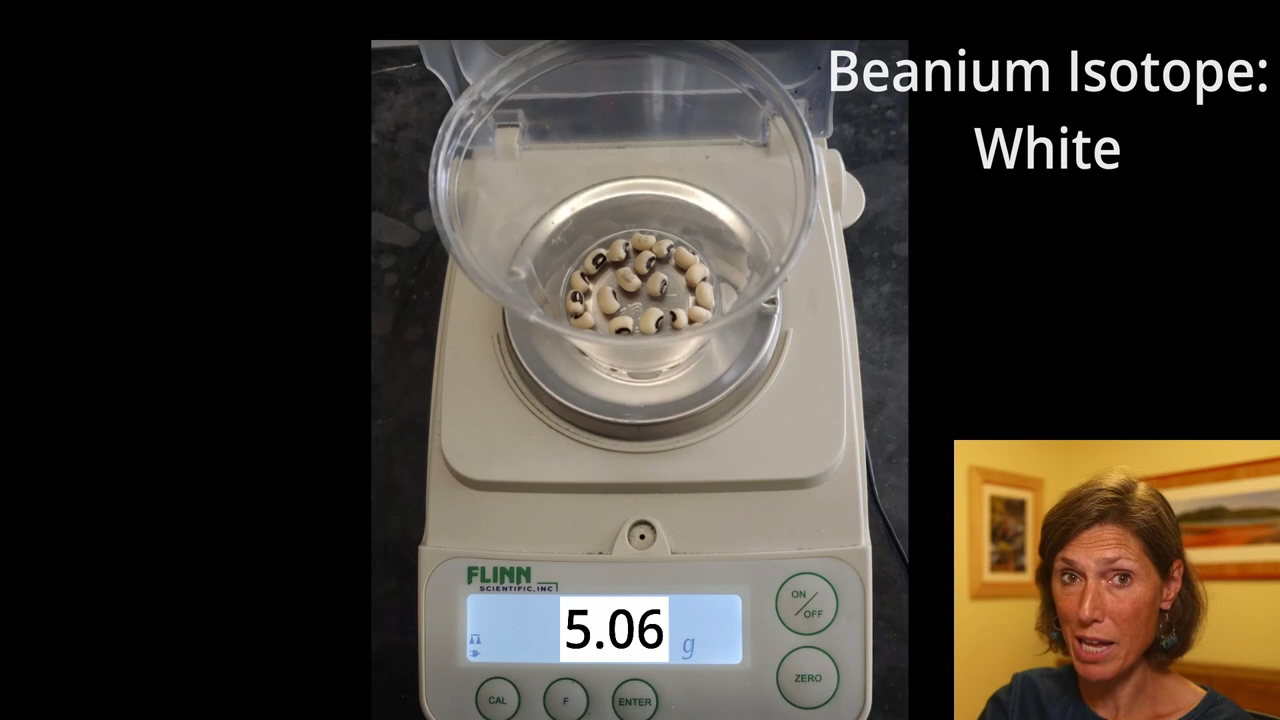 Beanium Isotope:
White
FLINN
SCIENTIFIC, INC
5.06 g
ON/OFF
ZERO
CAL
F
ENTER